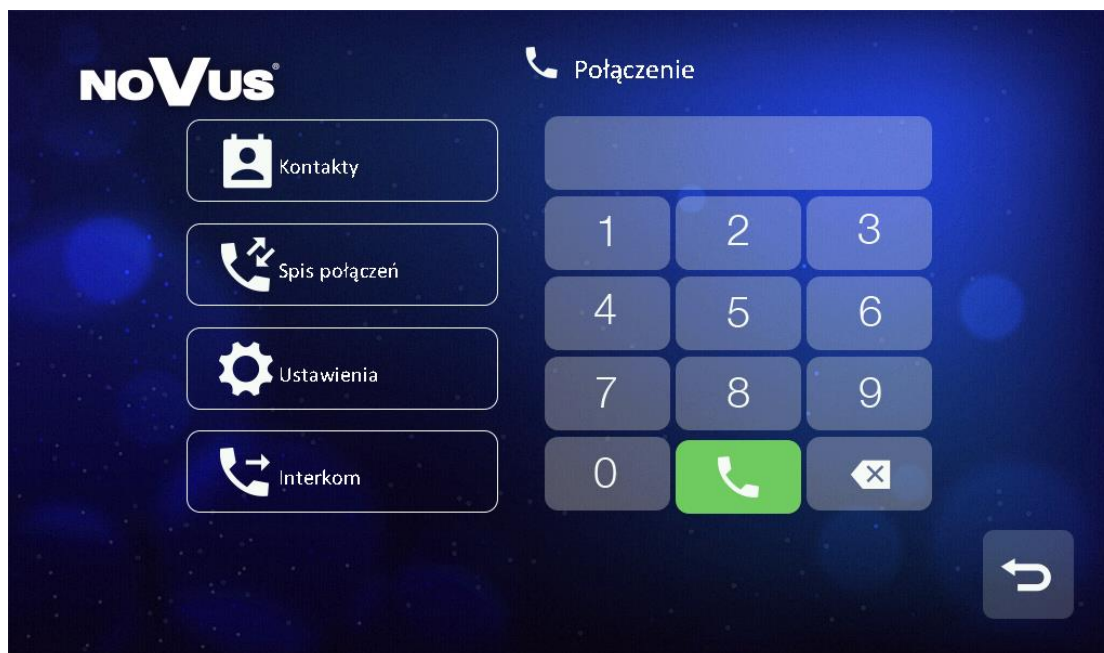 NOVUS®
Połączenie
Kontakty
Spis połączeń
Ustawienia
Interkom
1 2 3
4 5 6
7 8 9
0